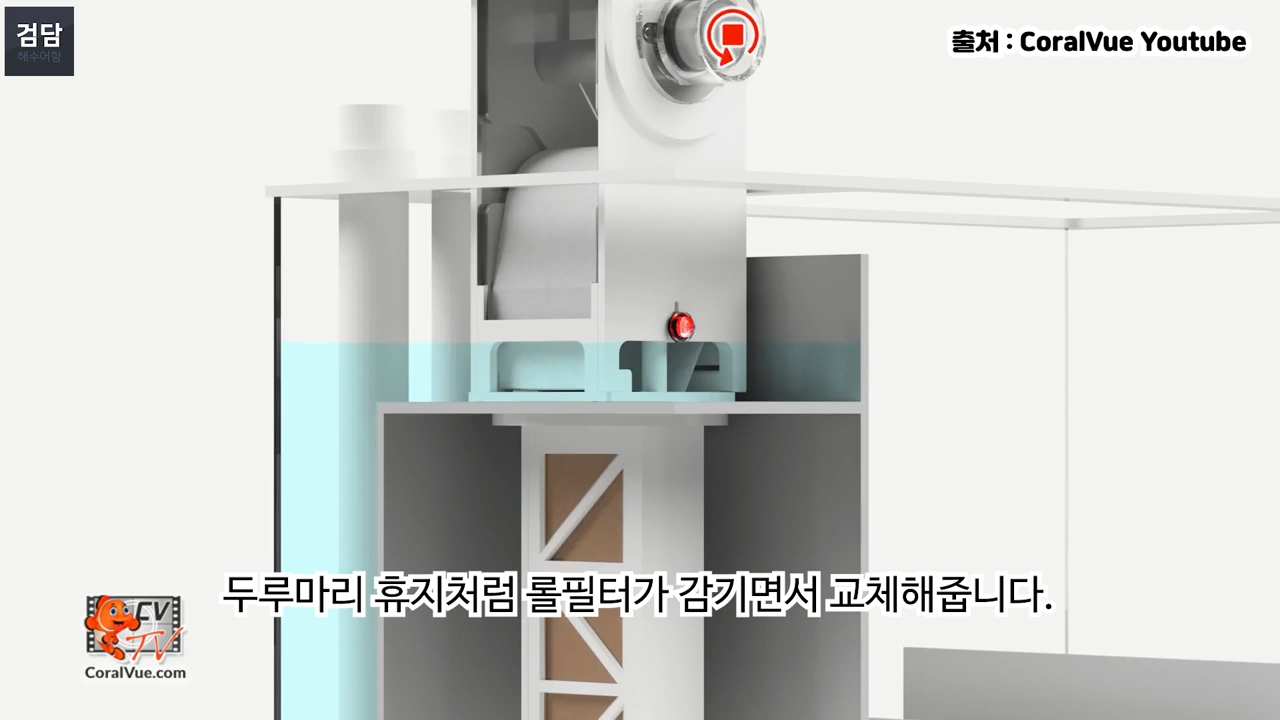 검담
해수어항
출처 : CoralVue Youtube
두루마리 휴지처럼 롤필터가 감기면서 교체해줍니다.
CV
TV
CoralVue.com